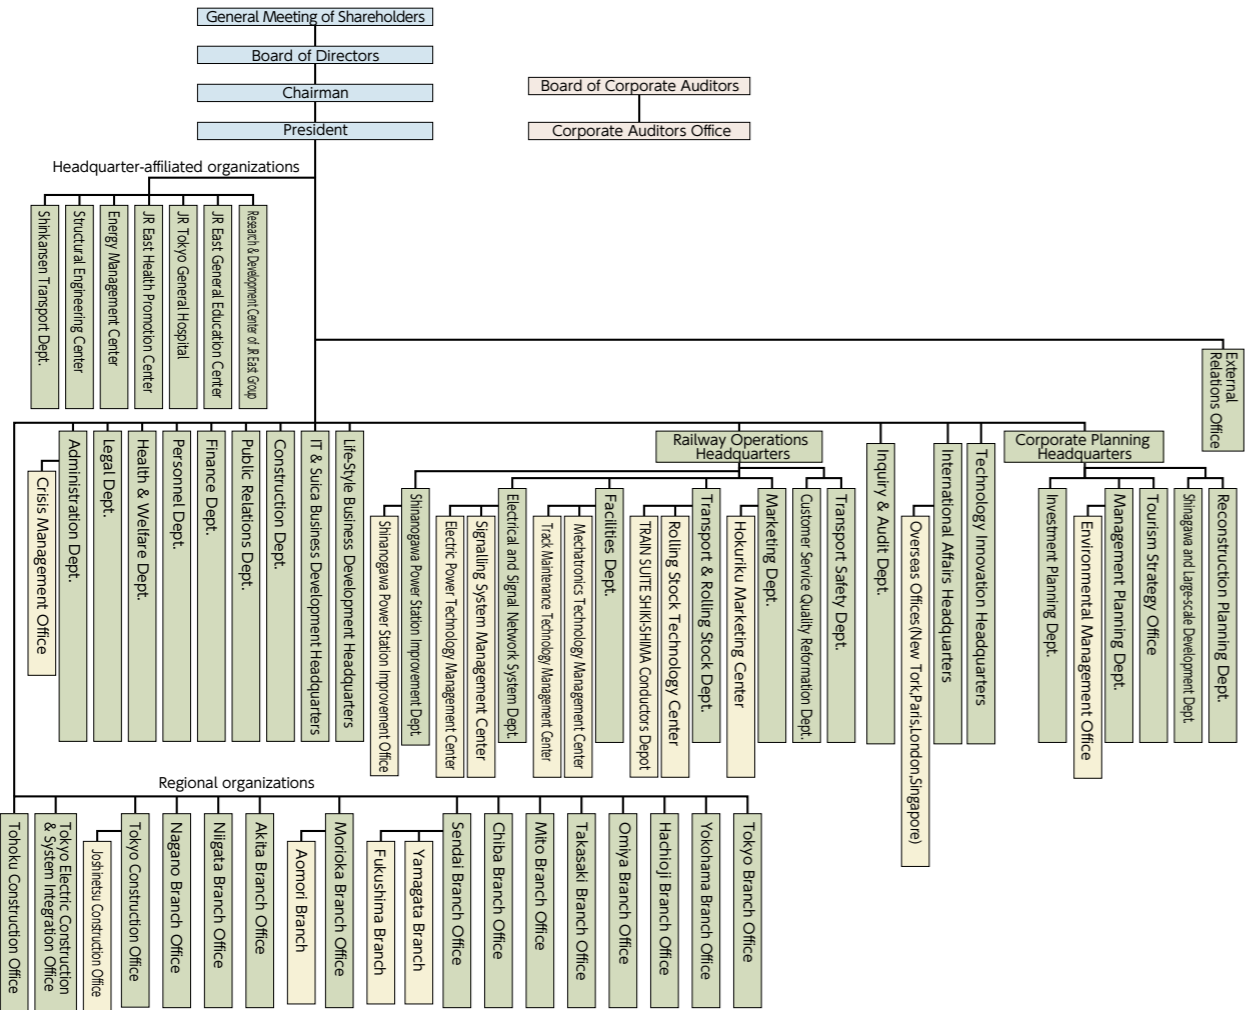 General Meeting of Shareholders
Board of Directors
Chairman
President
Board of Corporate Auditors
Corporate Auditors Office
Headquarter-affiliated organizations
Shinkansen Transport Dept.
Structural Engineering Center
Energy Management Center
JR East Health Promotion Center
JR Tokyo General Hospital
JR East General Education Center
Research & Development Center of JR East Group
External
Relations Office
Administration Dept.
Crisis Management Office
Legal Dept.
Health & Welfare Dept.
Personnel Dept.
Finance Dept.
Public Relations Dept.
Construction Dept.
IT & Suica Business Development Headquarters
Life-Style Business Development Headquarters
Railway Operations
Headquarters
Shinanogawa Power Station Improvement Dept.
Shinanogawa Power Station Improvement Office
Electrical and Signal Network System Dept.
Signalling System Management Center
Electric Power Technology Management Center
Facilities Dept.
Mechatronics Technology Management Center
Track Maintenance Technology Management Center
Transport & Rolling Stock Dept.
Rolling Stock Technology Center
TRAIN SUITE SHIKI-SHIMA Conductors Depot
Marketing Dept.
Hokuriku Marketing Center
Customer Service Quality Reformation Dept.
Transport Safety Dept.
Inquiry & Audit Dept.
International Affairs Headquarters
Overseas Offices(New Tork,Paris,London,Singapore)
Technology Innovation Headquarters
Corporate Planning
Headquarters
Investment Planning Dept.
Management Planning Dept.
Environmental Management Office
Tourism Strategy Office
Shinagawa and Large-scale Development Dept.
Reconstruction Planning Dept.
Regional organizations
Tohoku Construction Office
Tokyo Electric Construction
& System Integration Office
Tokyo Construction Office
Joshinetsu Construction Office
Nagano Branch Office
Niigata Branch Office
Akita Branch Office
Morioka Branch Office
Aomori Branch
Sendai Branch Office
Yamagata Branch
Fukushima Branch
Chiba Branch Office
Mito Branch Office
Takasaki Branch Office
Omiya Branch Office
Hachioji Branch Office
Yokohama Branch Office
Tokyo Branch Office